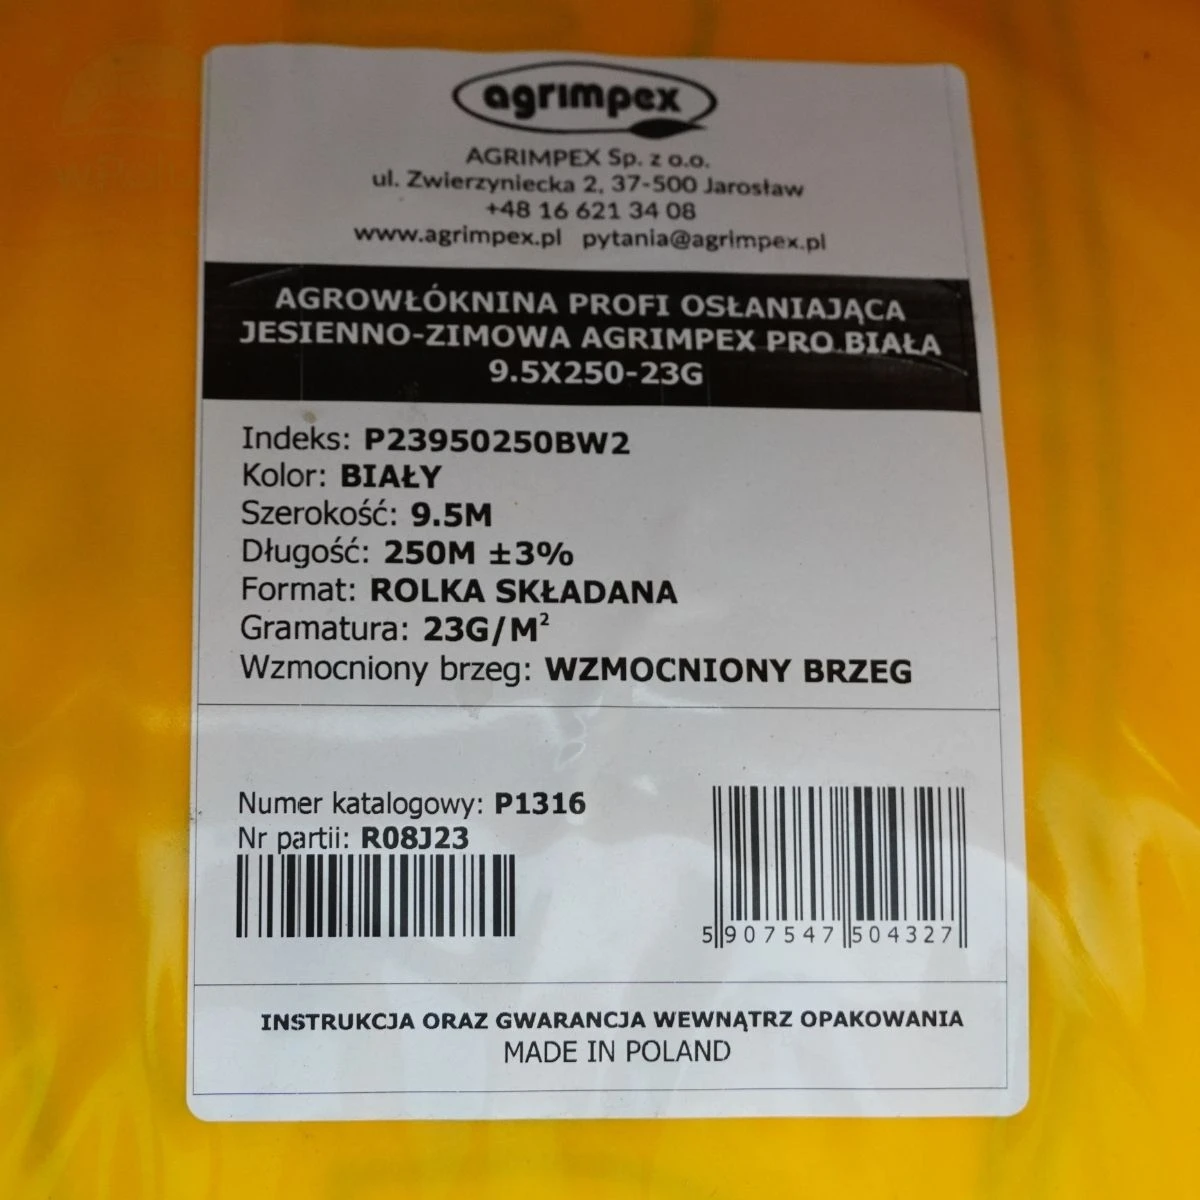 agrimpex
AGRIMPEX Sp. z o.o.
ul. Zwierzyniecka 2, 37-500 Jarosław
+48 16 621 34 08
www.agrimpex.pl pytania@agrimpex.pl
AGROWŁÓKNINA PROFI OSŁANIAJĄCA
JESIENNO-ZIMOWA AGRIMPEX PRO BIAŁA
9.5X250-23G
Indeks: P23950250BW2
Kolor: BIAŁY
Szerokość: 9.5M
Długość: 250M ±3%
Format: ROLKA SKŁADANA
Gramatura: 23G/M²
Wzmocniony brzeg: WZMOCNIONY BRZEG
Numer katalogowy: P1316
Nr partii: R08J23
5 907547 504327
INSTRUKCJA ORAZ GWARANCJA WEWNĄTRZ OPAKOWANIA
MADE IN POLAND